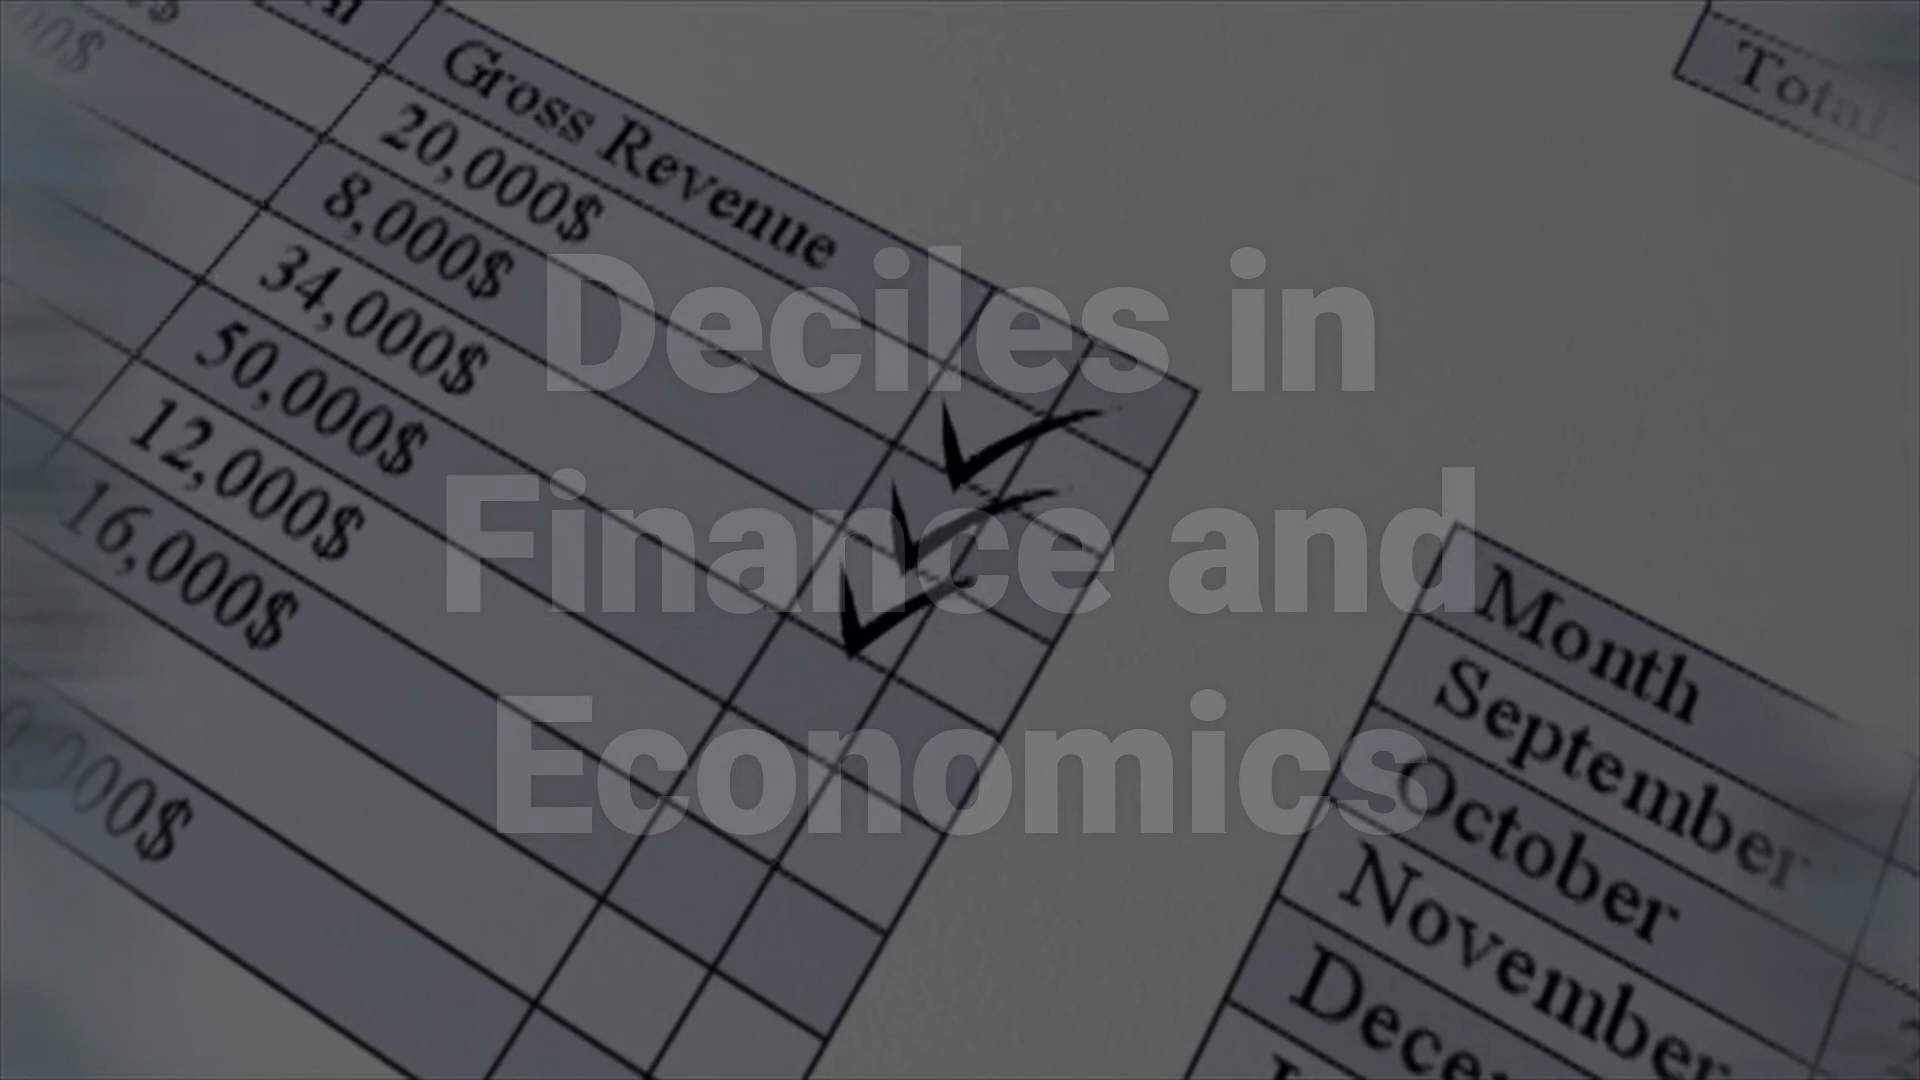 Deciles in
Finance and
Economics
Gross Revenue
20,000$
8,000$
34,000$
50,000$
12,000$
16,000$
Total
Month
September
October
November